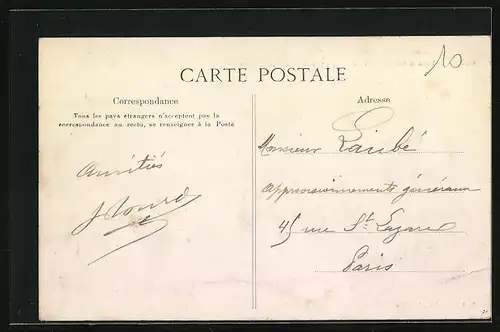 10
CARTE POSTALE
Correspondance
Tous les pays étrangers n'acceptent pas la
correspondance au recto, se renseigner à la Poste
Amitiés
Adresse
Monsieur
Approvisionnements généraux
45 rue St Lazare
Paris